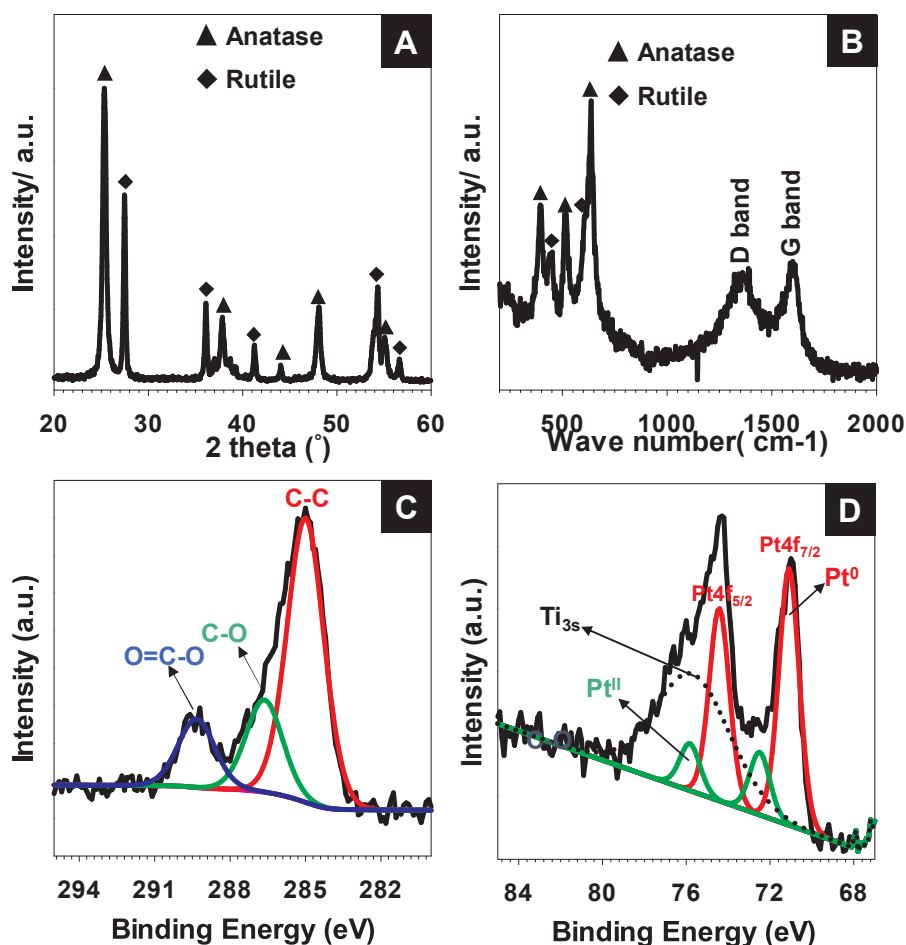 ▲ Anatase
◆ Rutile
A
Intensity/ a.u.
20 30 40 50 60
2 theta (°)
▲ Anatase
◆ Rutile
B
D band
G band
Intensity/ a.u.
500 1000 1500 2000
Wave number( cm-1)
C
C-C
C-O
O=C-O
Intensity (a.u.)
294 291 288 285 282
Binding Energy (eV)
D
Pt4f7/2
Pt0
Pt4f5/2
Ti3s
PtII
Intensity (a.u.)
84 80 76 72 68
Binding Energy (eV)